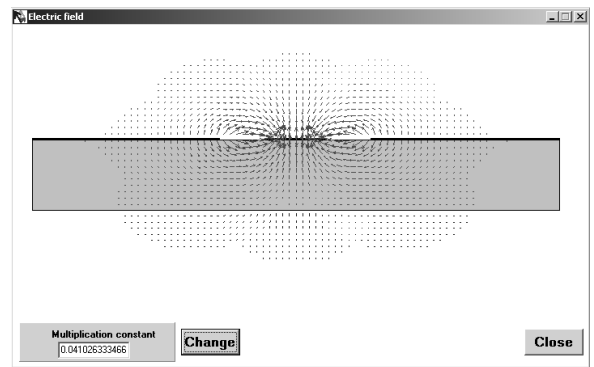 Electric field
Multiplication constant
0.041026333466
Change
Close